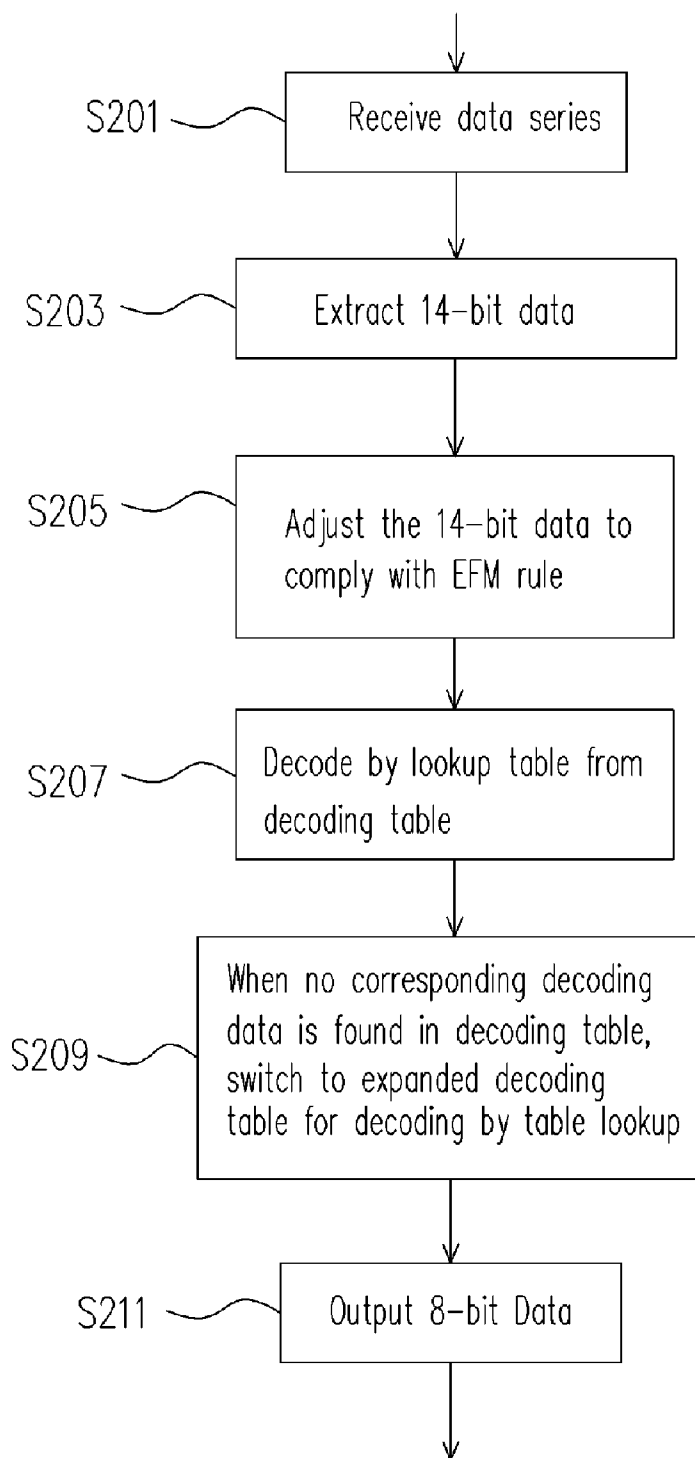 S201
Receive data series
S203
Extract 14-bit data
S205
Adjust the 14-bit data to
comply with EFM rule
S207
Decode by lookup table from
decoding table
S209
When no corresponding decoding
data is found in decoding table,
switch to expanded decoding
table for decoding by table lookup
S211
Output 8-bit Data